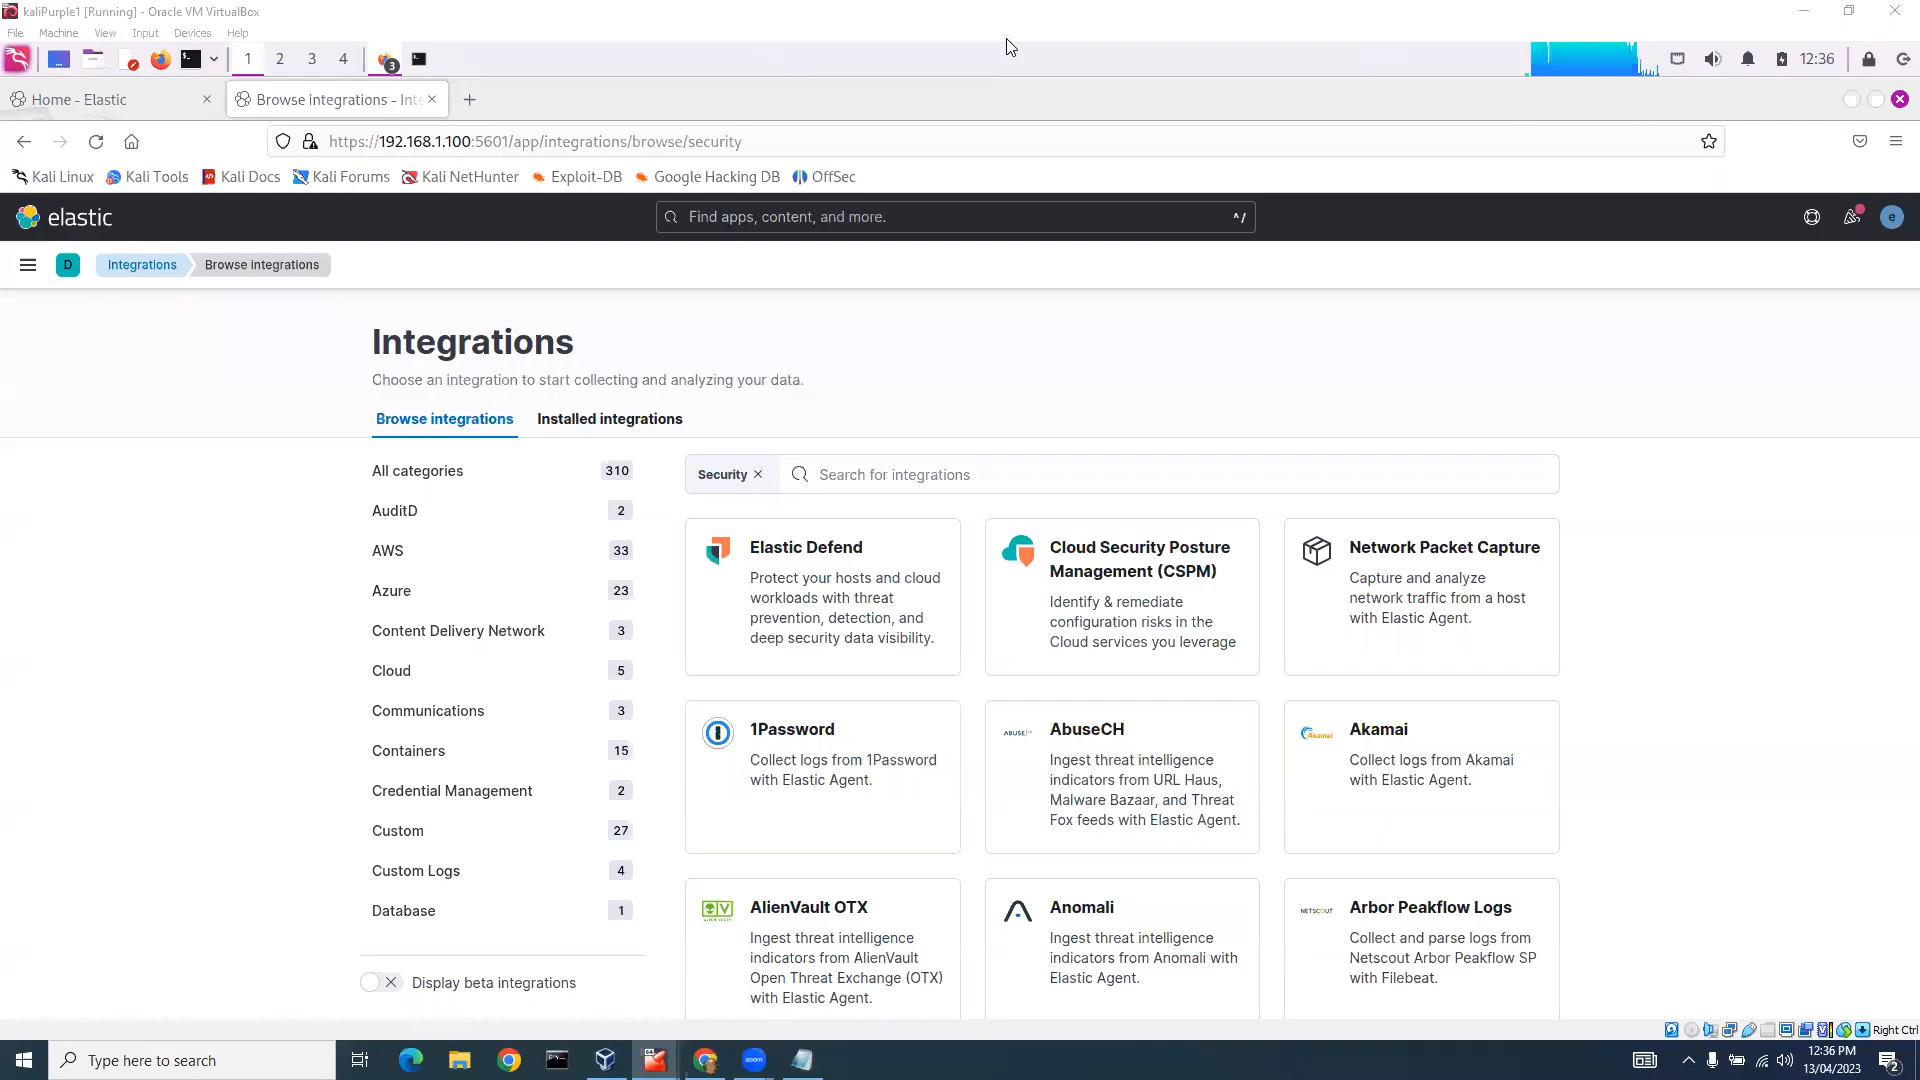 kaliPurple1 [Running] - Oracle VM VirtualBox
File Machine View Input Devices Help
1 2 3 4 3 12:36
Home - Elastic
Browse integrations - Inte
https://192.168.1.100:5601/app/integrations/browse/security
Kali Linux Kali Tools Kali Docs Kali Forums Kali NetHunter Exploit-DB Google Hacking DB OffSec
elastic
Find apps, content, and more. ^/
e
D Integrations Browse integrations
Integrations
Choose an integration to start collecting and analyzing your data.
Browse integrations Installed integrations
All categories 310
AuditD 2
AWS 33
Azure 23
Content Delivery Network 3
Cloud 5
Communications 3
Containers 15
Credential Management 2
Custom 27
Custom Logs 4
Database 1
Display beta integrations
Security × Search for integrations
Elastic Defend
Protect your hosts and cloud
workloads with threat
prevention, detection, and
deep security data visibility.
Cloud Security Posture
Management (CSPM)
Identify & remediate
configuration risks in the
Cloud services you leverage
Network Packet Capture
Capture and analyze
network traffic from a host
with Elastic Agent.
1Password
Collect logs from 1Password
with Elastic Agent.
AbuseCH
Ingest threat intelligence
indicators from URL Haus,
Malware Bazaar, and Threat
Fox feeds with Elastic Agent.
Akamai
Akamai
Collect logs from Akamai
with Elastic Agent.
AlienVault OTX
Ingest threat intelligence
indicators from AlienVault
Open Threat Exchange (OTX)
with Elastic Agent.
Anomali
Ingest threat intelligence
indicators from Anomali with
Elastic Agent.
NETSCOUT
Arbor Peakflow Logs
Collect and parse logs from
Netscout Arbor Peakflow SP
with Filebeat.
Right Ctrl
Type here to search
zoom
12:36 PM
13/04/2023
2